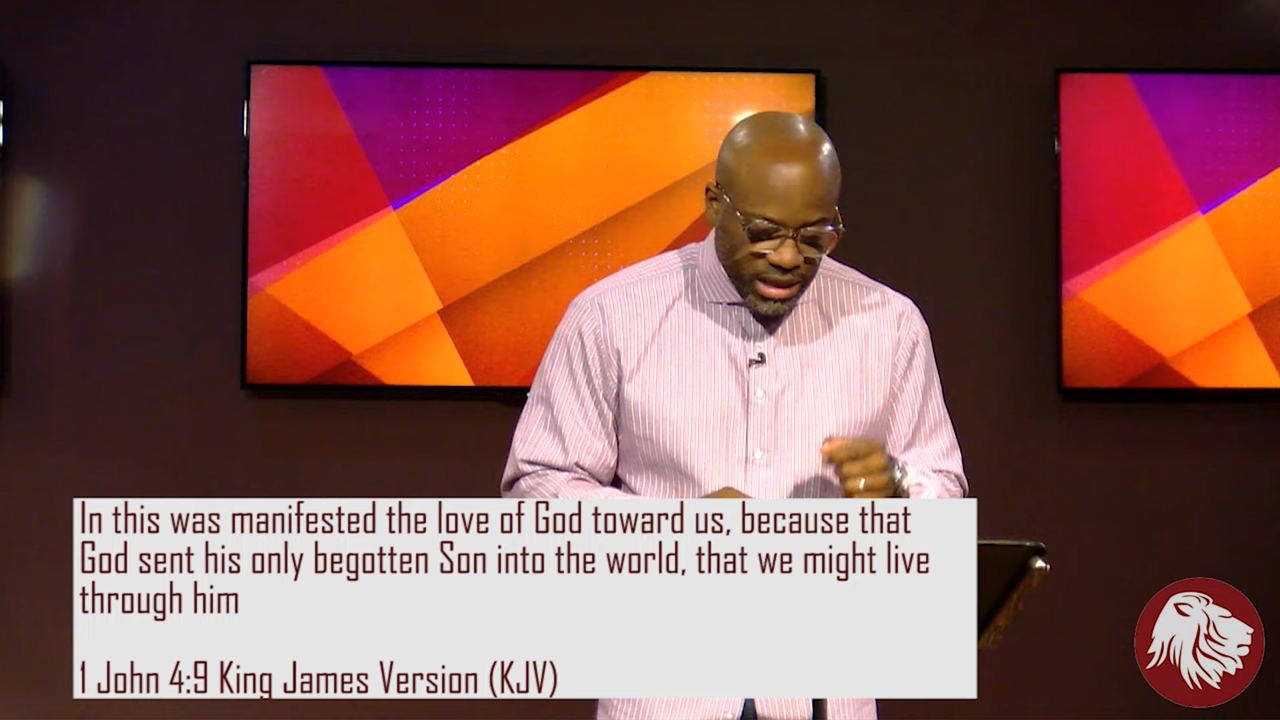 In this was manifested the love of God toward us, because that
God sent his only begotten Son into the world, that we might live
through him
1 John 4:9 King James Version (KJV)